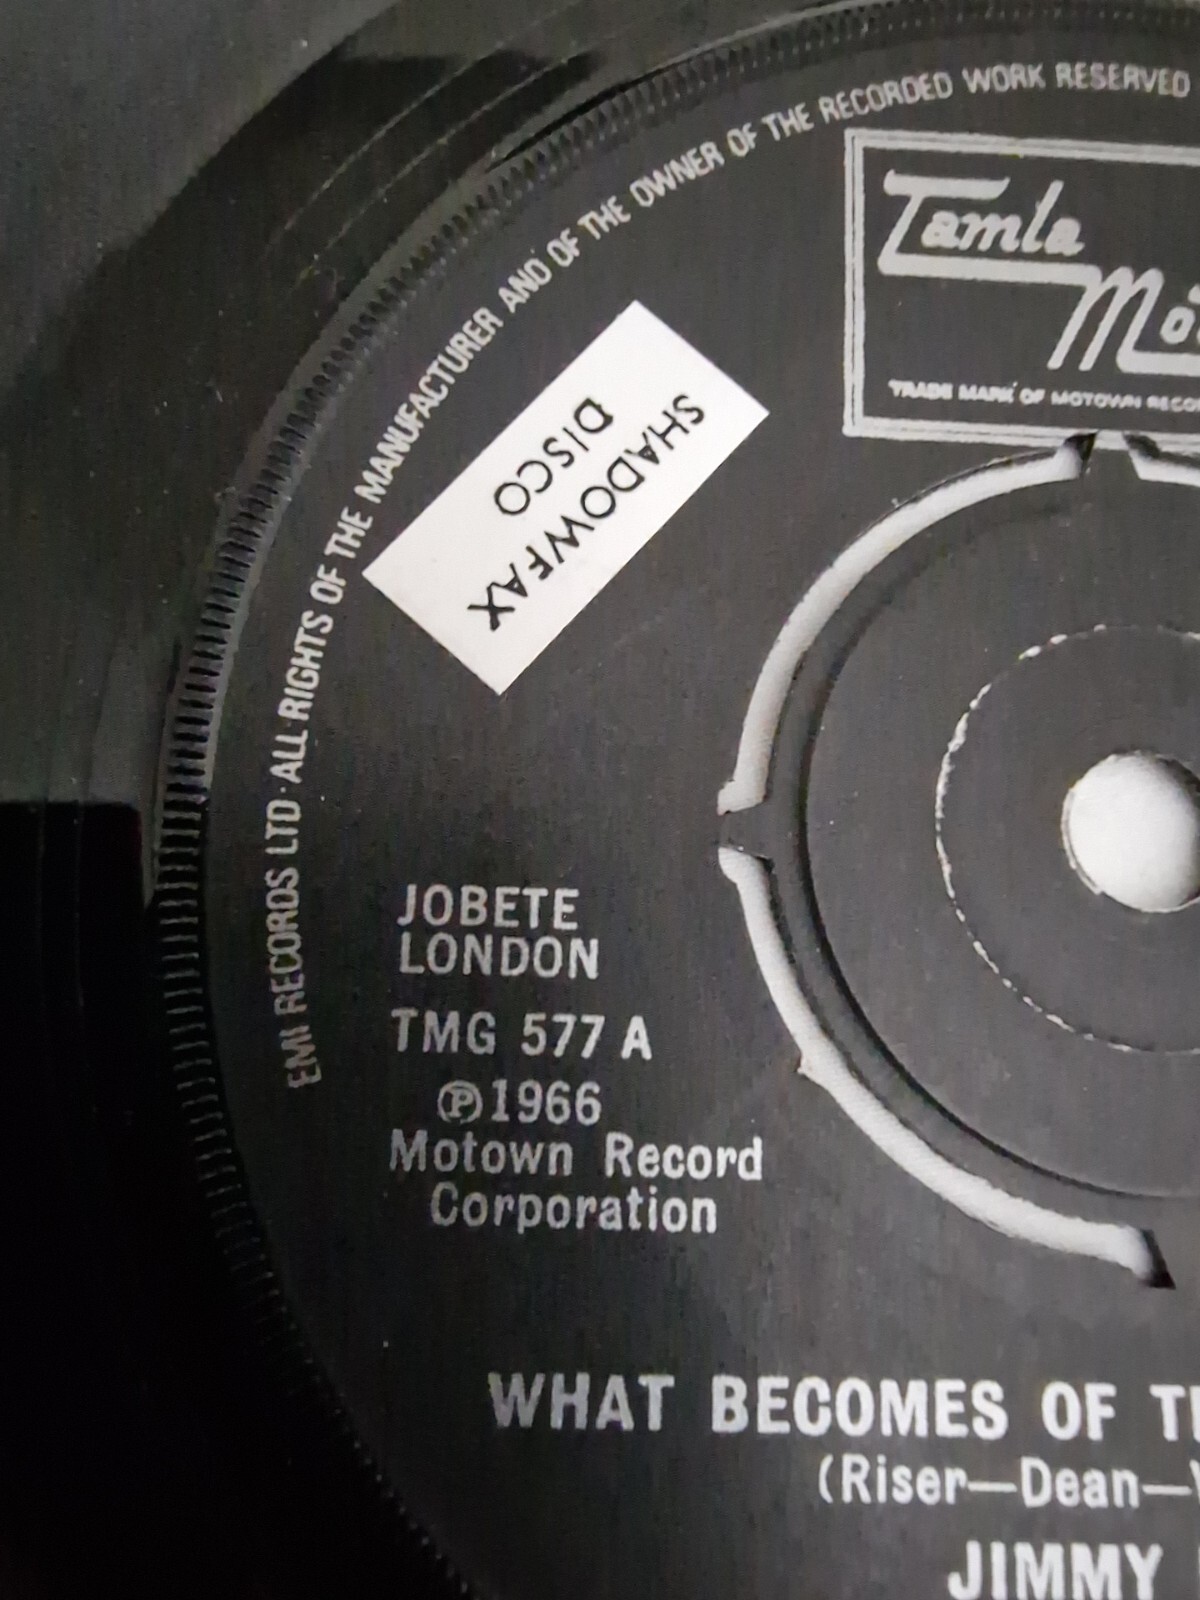 EMI RECORDS LTD · ALL RIGHTS OF THE MANUFACTURER AND OF THE OWNER OF THE RECORDED WORK RESERVED
Tamla
TRADE MARK OF MOTOWN
SHADOWFAX
DISCO
JOBETE
LONDON
TMG 577 A
℗1966
Motown Record
Corporation
WHAT BECOMES OF
(Riser—Dean—
JIMMY